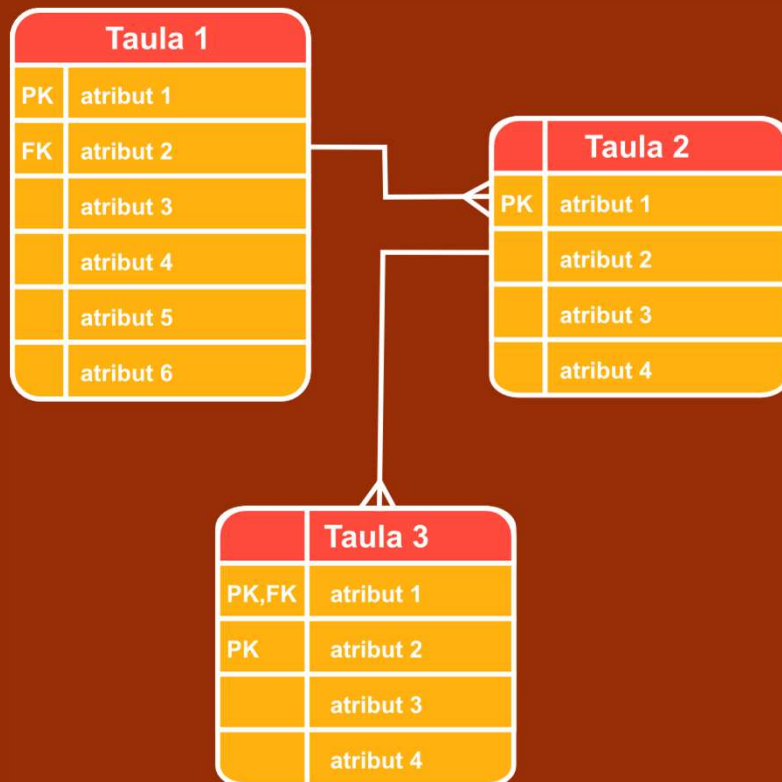 Taula 1
PK atribut 1
FK atribut 2
atribut 3
atribut 4
atribut 5
atribut 6
Taula 2
PK atribut 1
atribut 2
atribut 3
atribut 4
Taula 3
PK,FK atribut 1
PK atribut 2
atribut 3
atribut 4